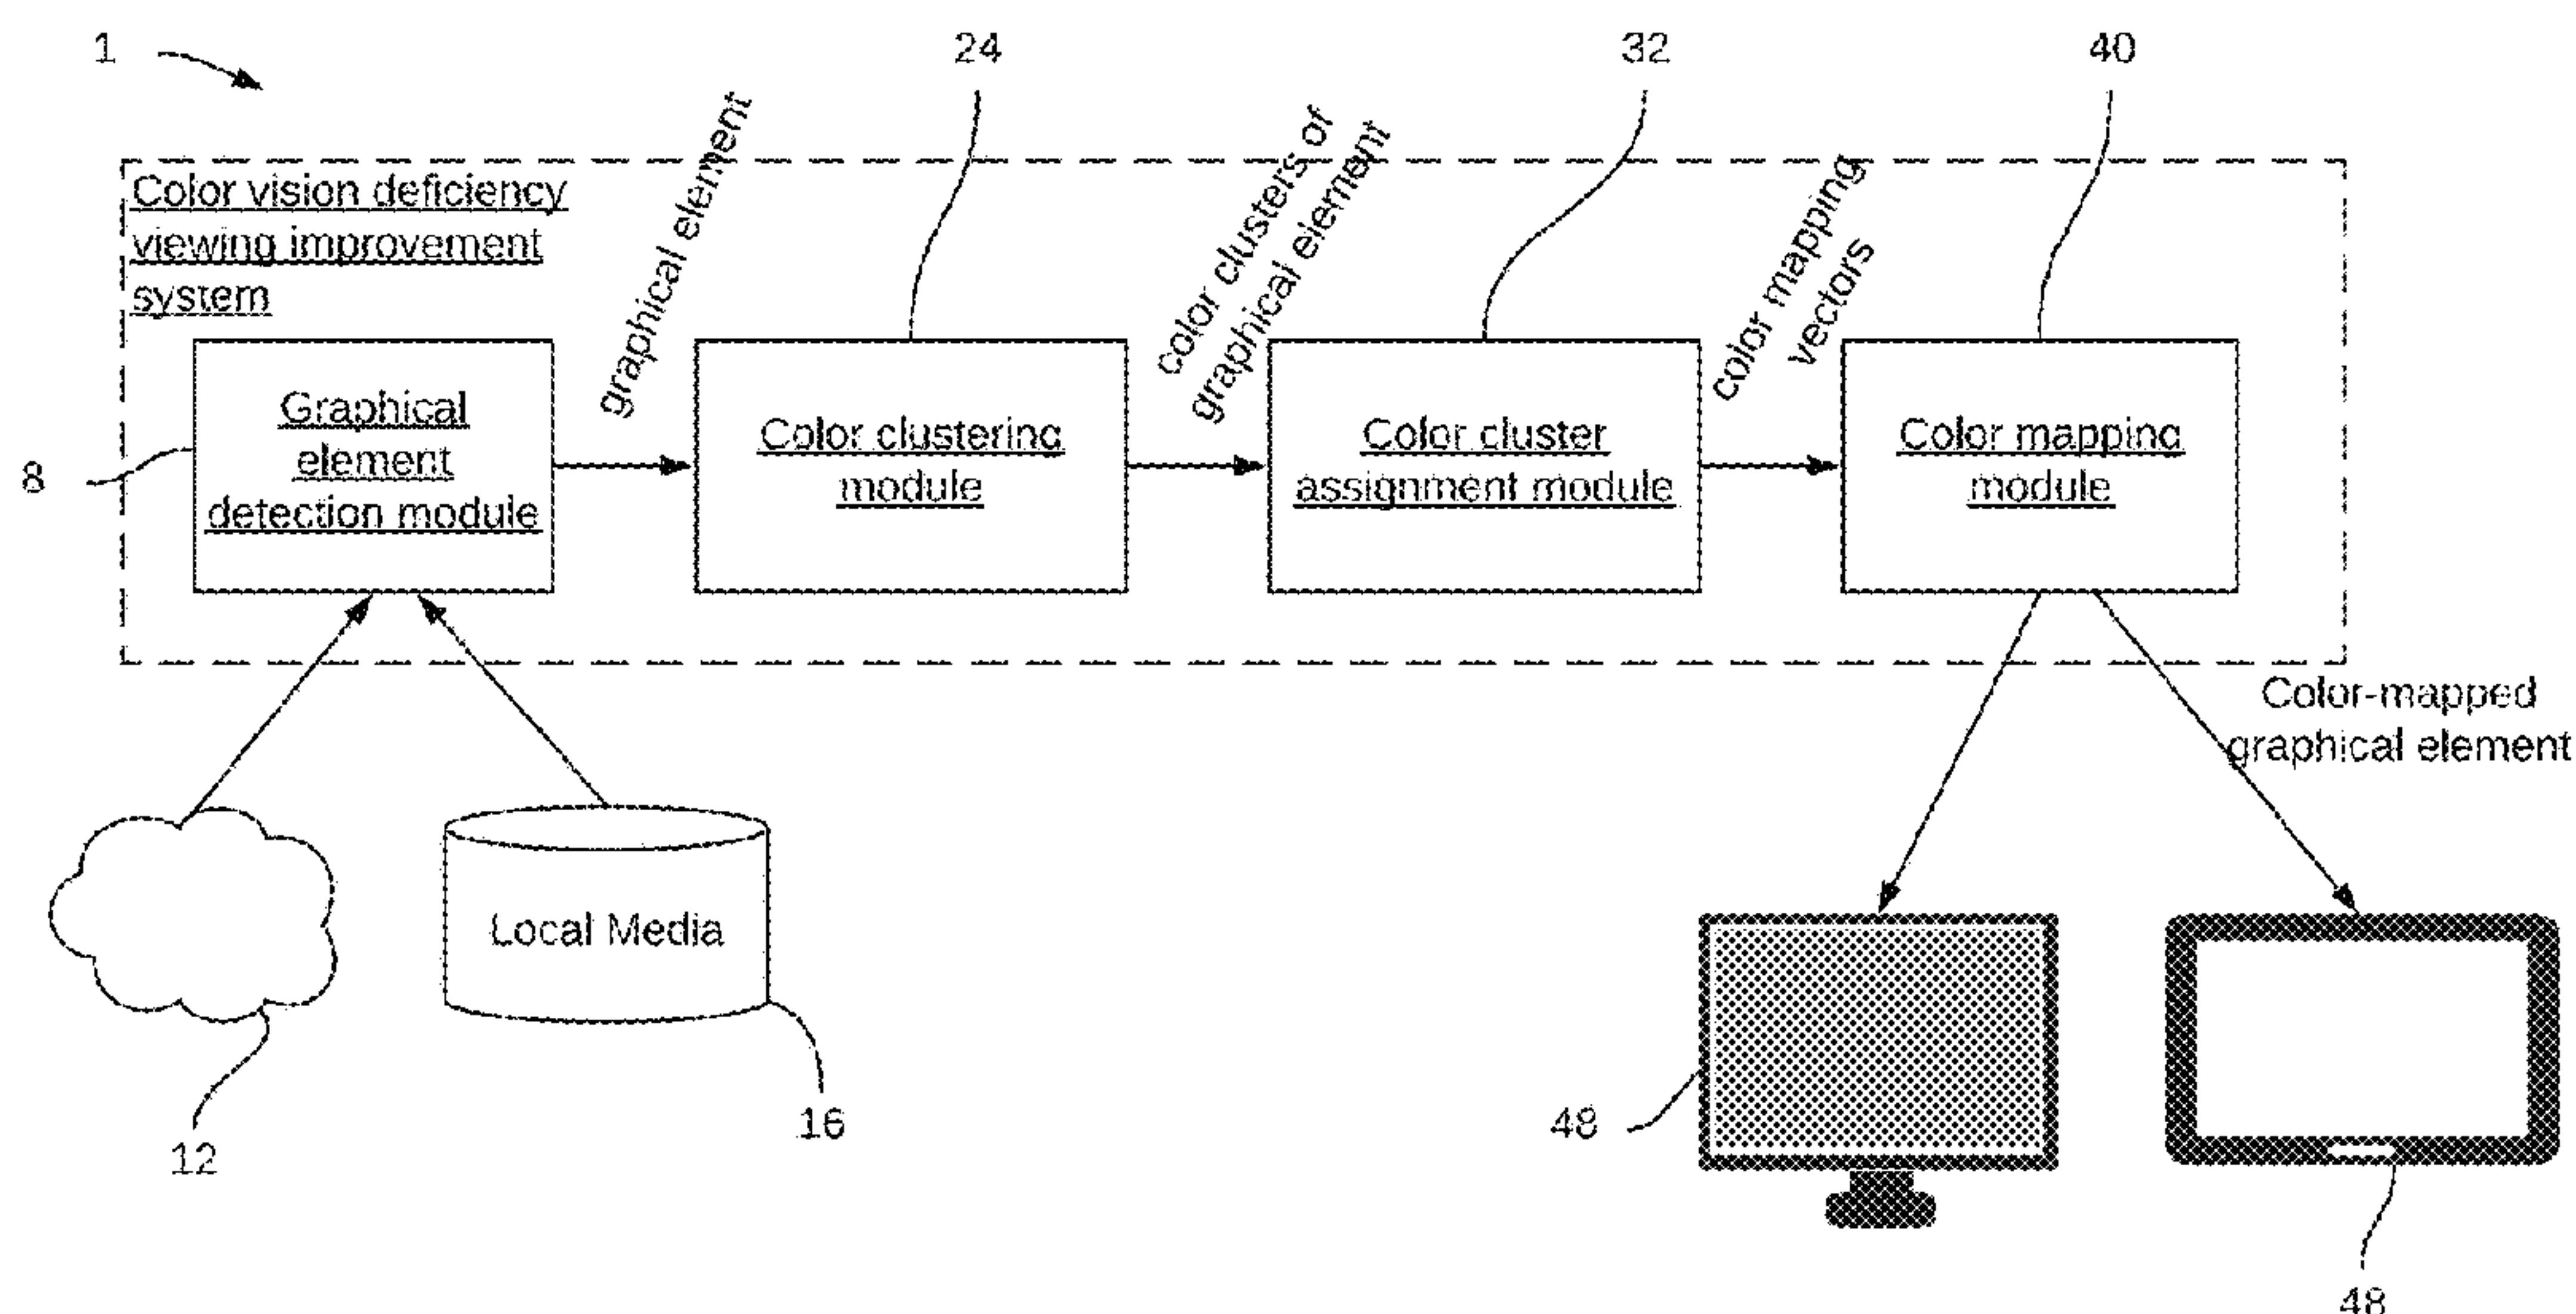 1
24
32
40
Color vision deficiency
viewing improvement
system
graphical element
color clusters of
graphical element
color mapping
vectors
8
Graphical
element
detection module
Color clustering
module
Color cluster
assignment module
Color mapping
module
Color-mapped
graphical element
Local Media
12
16
48
48